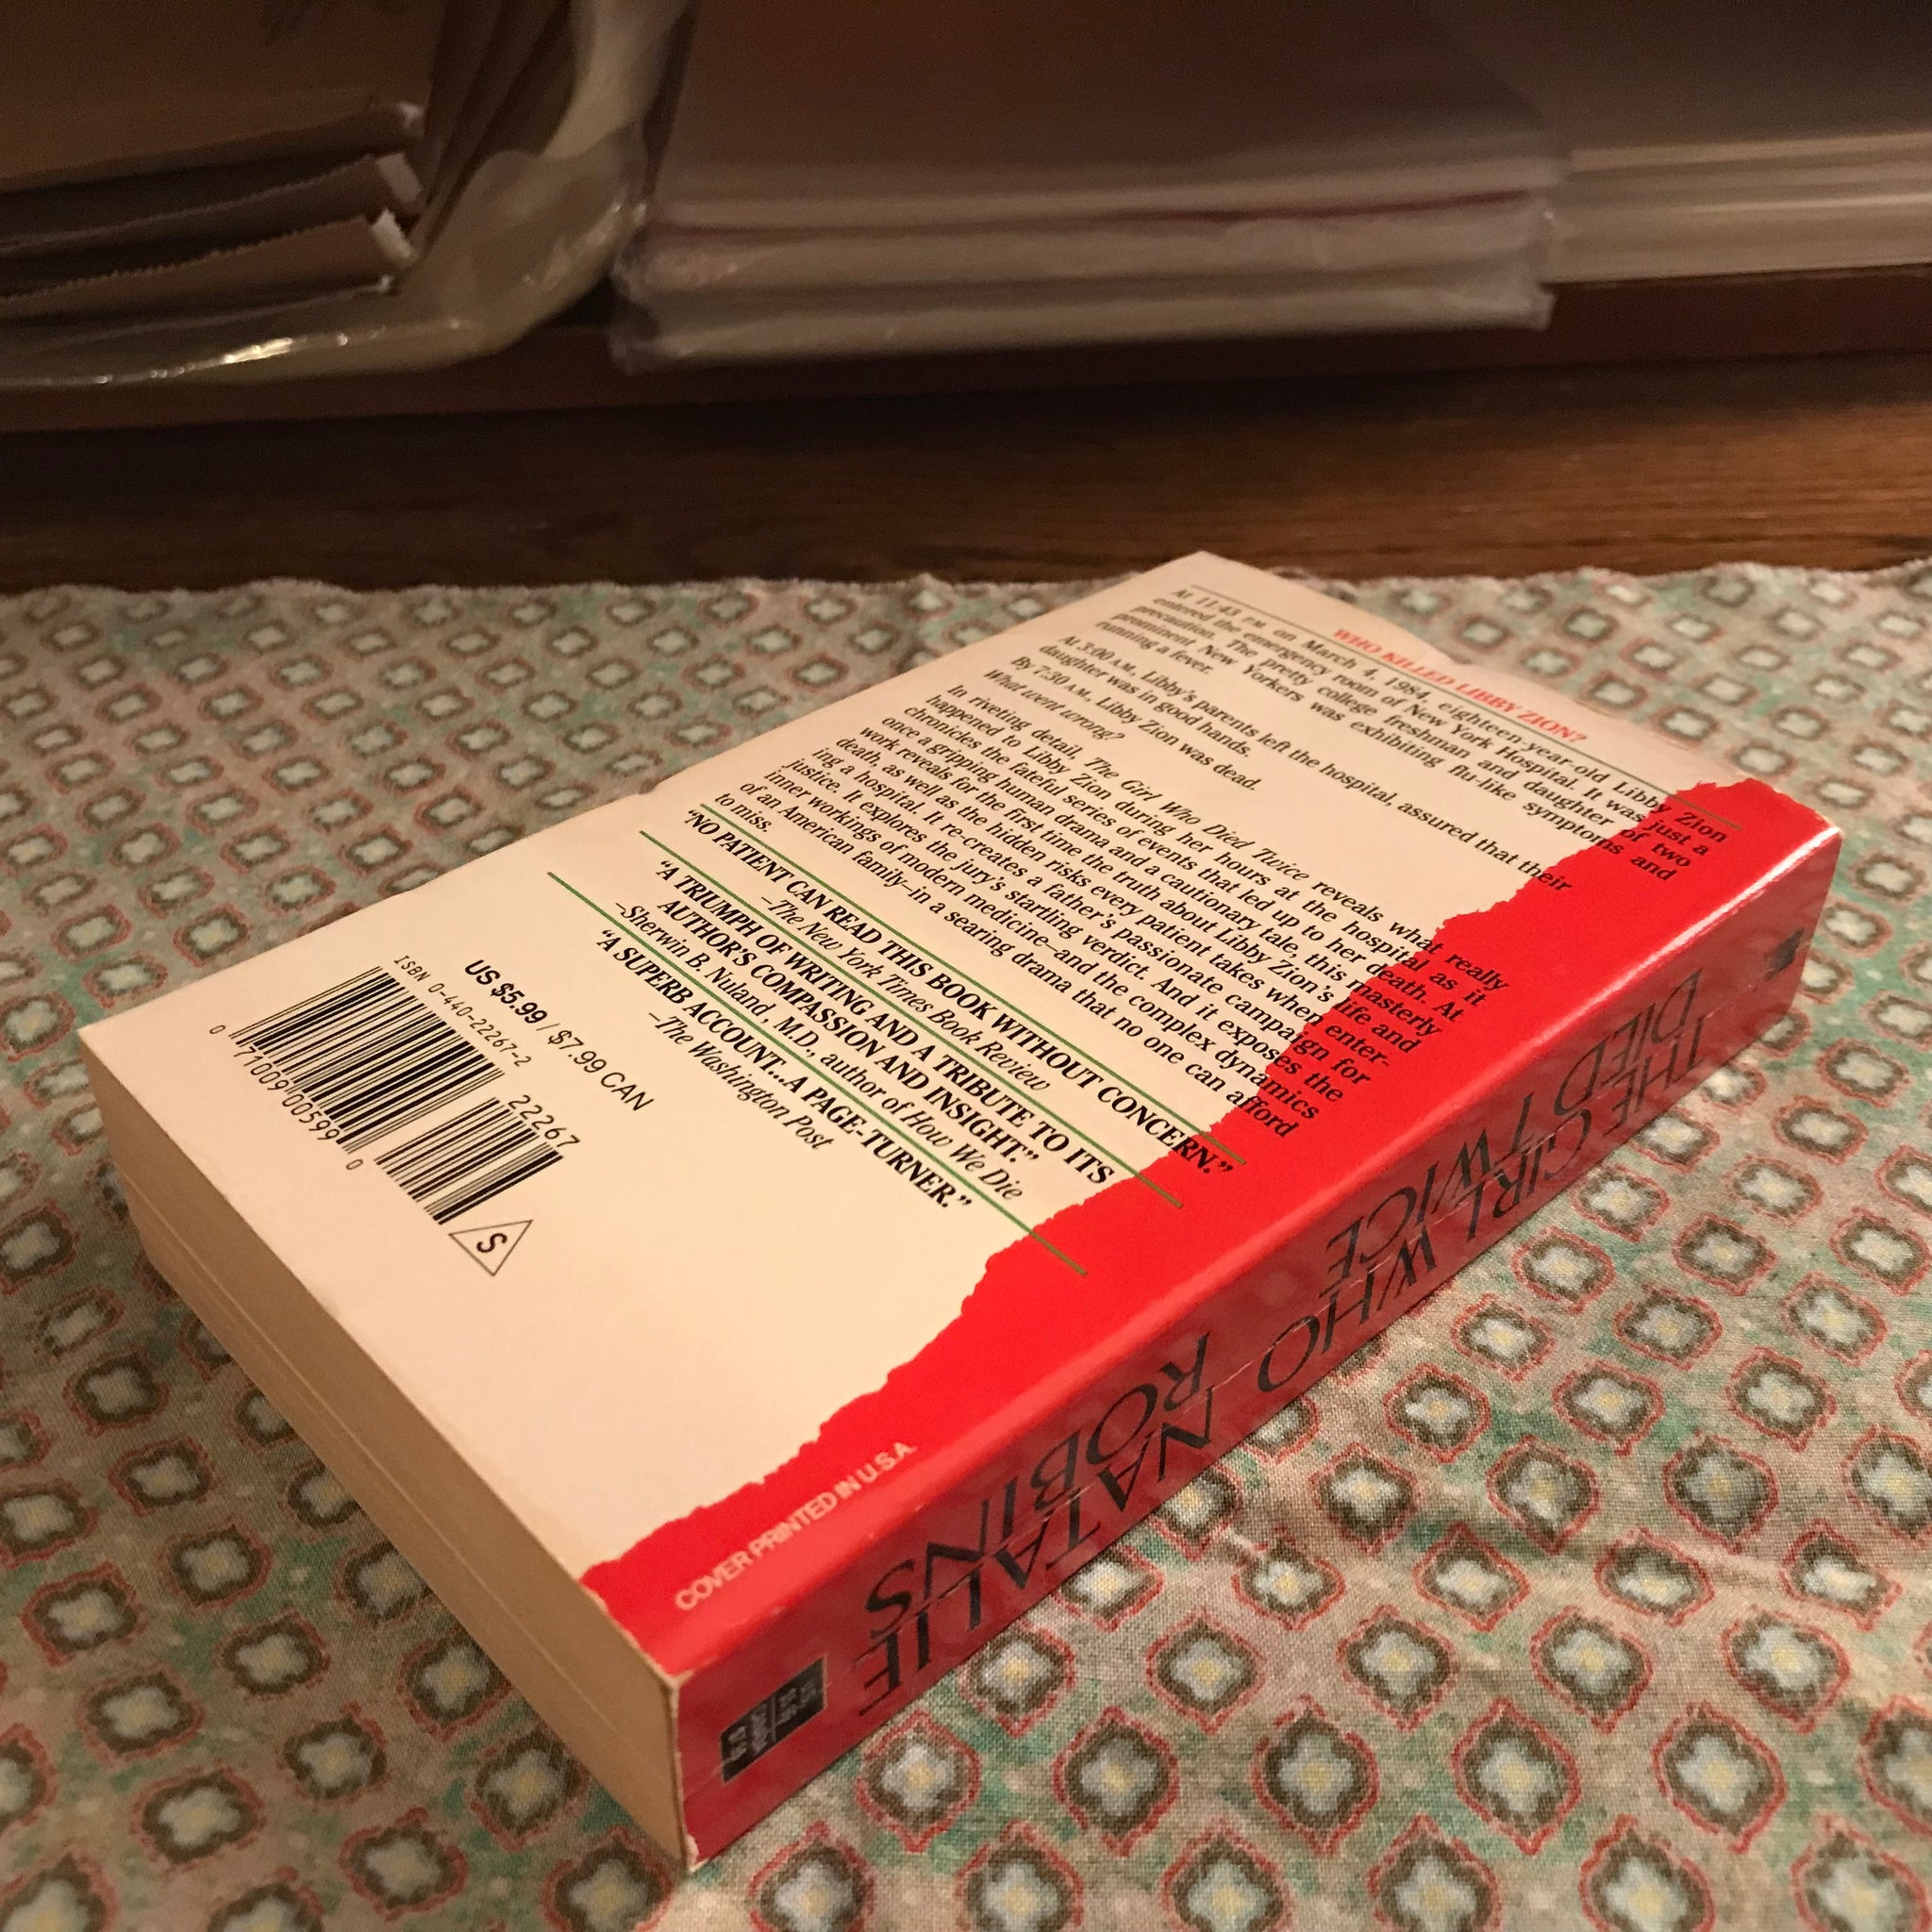 WHO KILLED LIBBY ZION?
At 11:43 P.M. on March 4, 1984, eighteen-year-old Libby Zion
entered the emergency room of New York Hospital. It was just a
precaution. The pretty college freshman and daughter of two
prominent New Yorkers was exhibiting flu-like symptoms and
running a fever.
At 3:00 A.M. Libby's parents left the hospital, assured that their
daughter was in good hands.
By 7:30 A.M., Libby Zion was dead.
What went wrong?
In riveting detail, The Girl Who Died Twice reveals what really
happened to Libby Zion during her hours at the hospital as it
chronicles the fateful series of events that led up to her death. At
once a gripping human drama and a cautionary tale, this masterly
work reveals for the first time the truth about Libby Zion's life and
death, as well as the hidden risks every patient takes when enter-
ing a hospital. It re-creates a father's passionate campaign for
justice. It explores the jury's startling verdict. And it exposes the
inner workings of modern medicine–and the complex dynamics
of an American family–in a searing drama that no one can afford
to miss.
"NO PATIENT CAN READ THIS BOOK WITHOUT CONCERN."
–The New York Times Book Review
"A TRIUMPH OF WRITING AND A TRIBUTE TO ITS
AUTHOR'S COMPASSION AND INSIGHT."
–Sherwin B. Nuland, M.D., author of How We Die
"A SUPERB ACCOUNT...A PAGE-TURNER."
–The Washington Post
US $5.99 / $7.99 CAN
ISBN 0-440-22267-2
22267
0 71009 00599 0
S
COVER PRINTED IN U.S.A.
THE GIRL WHO
DIED TWICE
NATALIE
ROBINS